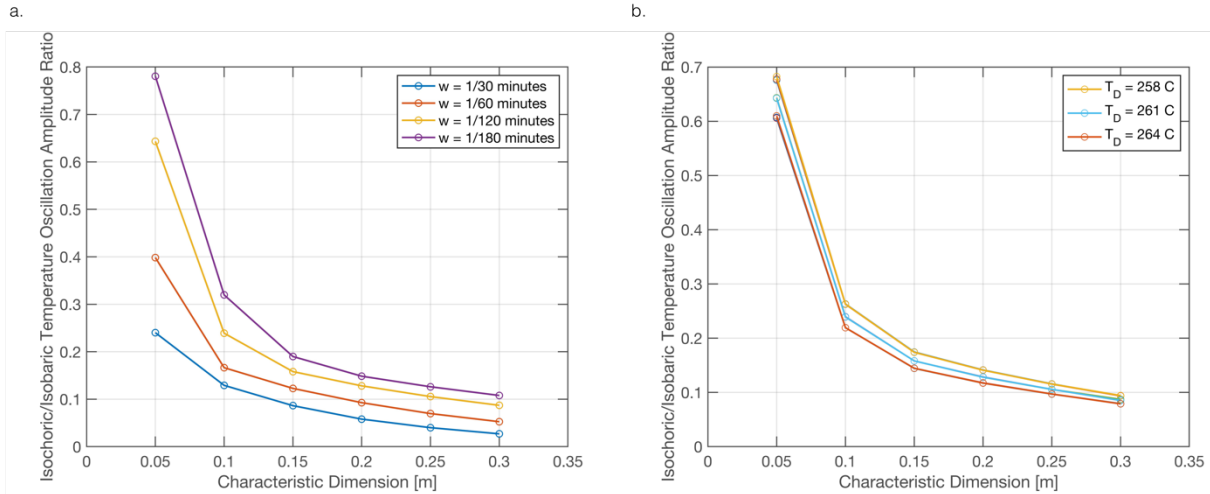 a.
Isochoric/Isobaric Temperature Oscillation Amplitude Ratio
0.8
0.7
0.6
0.5
0.4
0.3
0.2
0.1
0
w = 1/30 minutes
w = 1/60 minutes
w = 1/120 minutes
w = 1/180 minutes
0 0.05 0.1 0.15 0.2 0.25 0.3 0.35
Characteristic Dimension [m]
b.
Isochoric/Isobaric Temperature Oscillation Amplitude Ratio
0.7
0.6
0.5
0.4
0.3
0.2
0.1
0
T_D = 258 C
T_D = 261 C
T_D = 264 C
0 0.05 0.1 0.15 0.2 0.25 0.3 0.35
Characteristic Dimension [m]